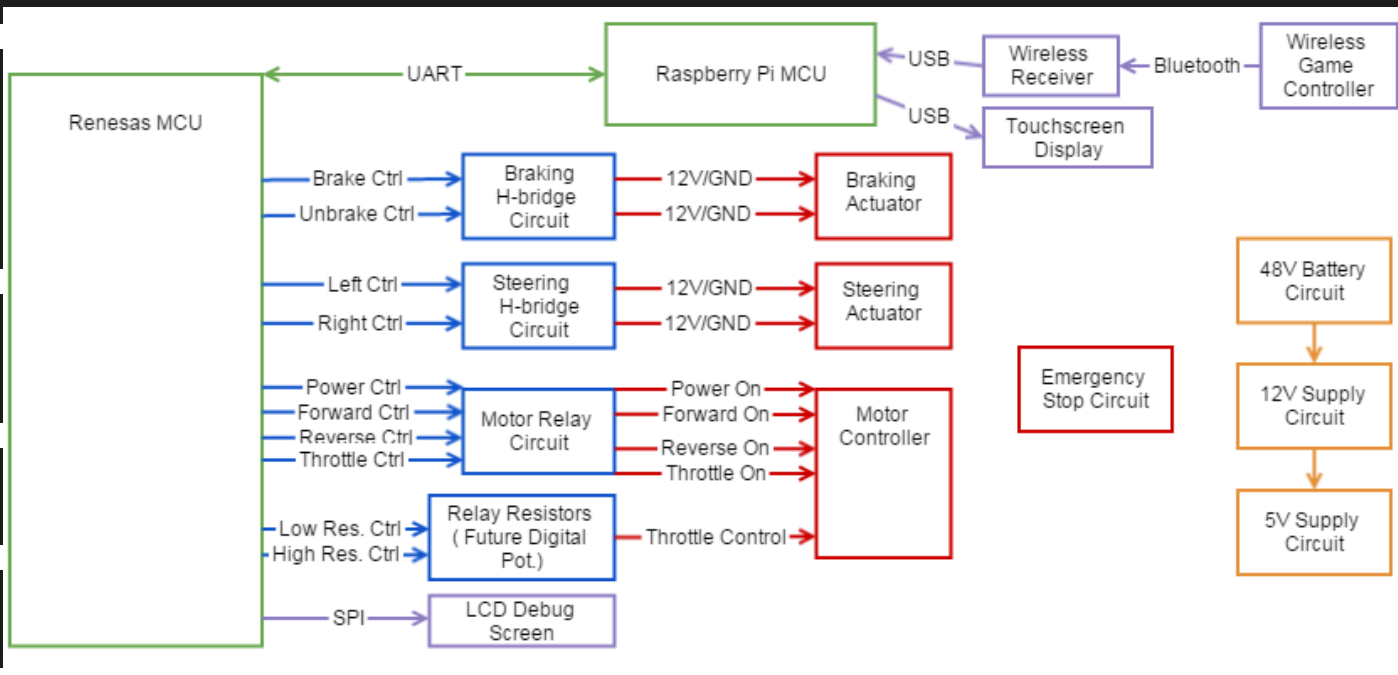 Renesas MCU
UART
Raspberry Pi MCU
USB
USB
Wireless
Receiver
Bluetooth
Wireless
Game
Controller
Touchscreen
Display
Brake Ctrl
Unbrake Ctrl
Braking
H-bridge
Circuit
12V/GND
12V/GND
Braking
Actuator
Left Ctrl
Right Ctrl
Steering
H-bridge
Circuit
12V/GND
12V/GND
Steering
Actuator
Power Ctrl
Forward Ctrl
Reverse Ctrl
Throttle Ctrl
Motor Relay
Circuit
Power On
Forward On
Reverse On
Throttle On
Motor
Controller
Low Res. Ctrl
High Res. Ctrl
Relay Resistors
( Future Digital
Pot.)
Throttle Control
SPI
LCD Debug
Screen
Emergency
Stop Circuit
48V Battery
Circuit
12V Supply
Circuit
5V Supply
Circuit